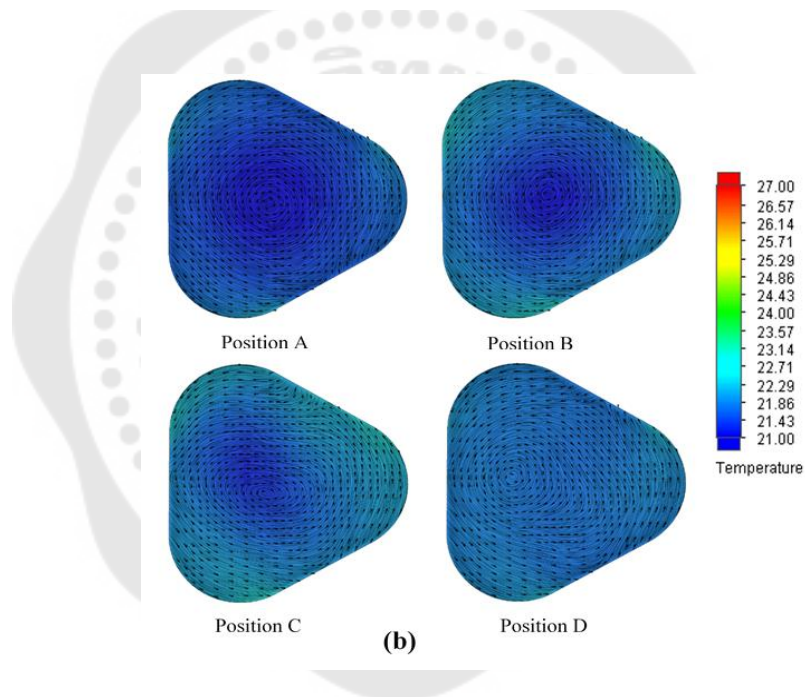 Position A
Position B
27.00
26.57
26.14
25.71
25.29
24.86
24.43
24.00
23.57
23.14
22.71
22.29
21.86
21.43
21.00
Temperature
Position C
Position D
(b)